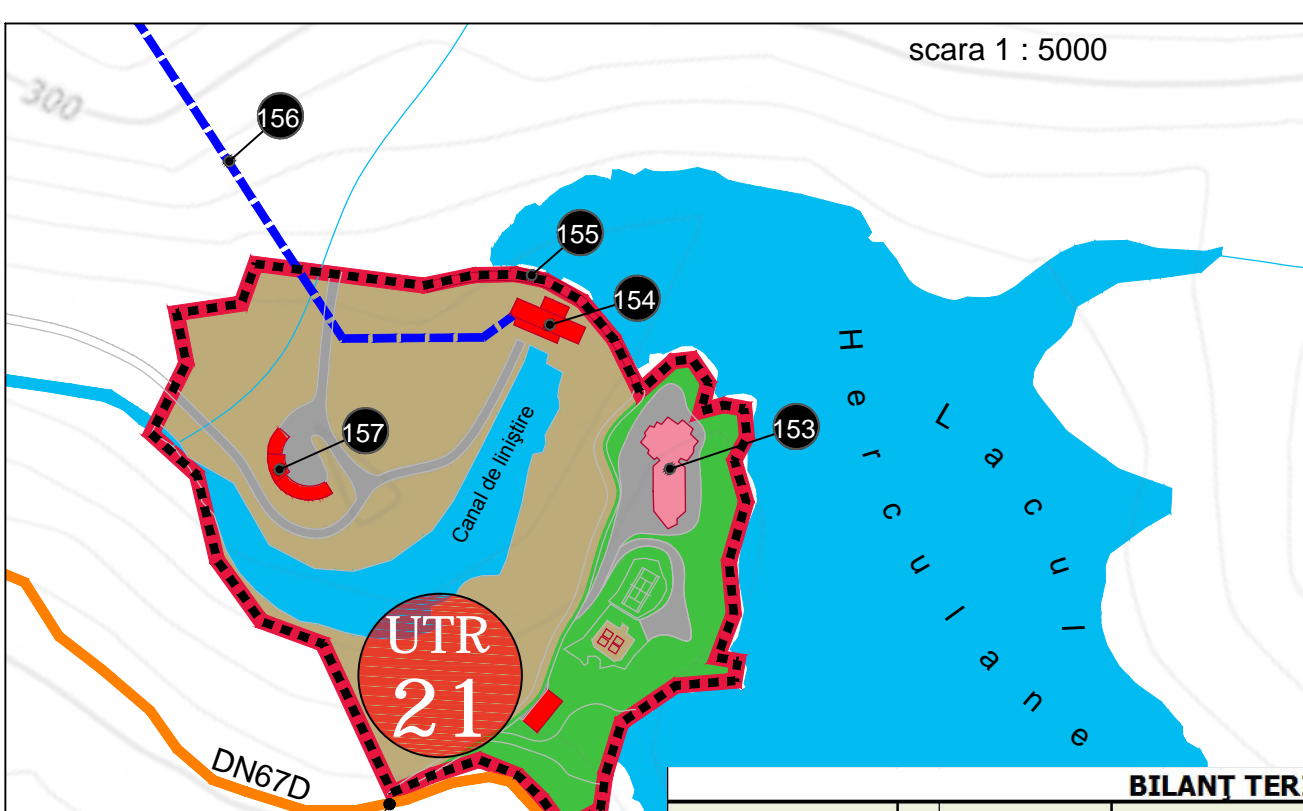 scara 1 : 5000
300
156
155
154
157
153
Canal de liniştire
Lacul
Herculane
UTR
21
DN67D
BILANŢ TER